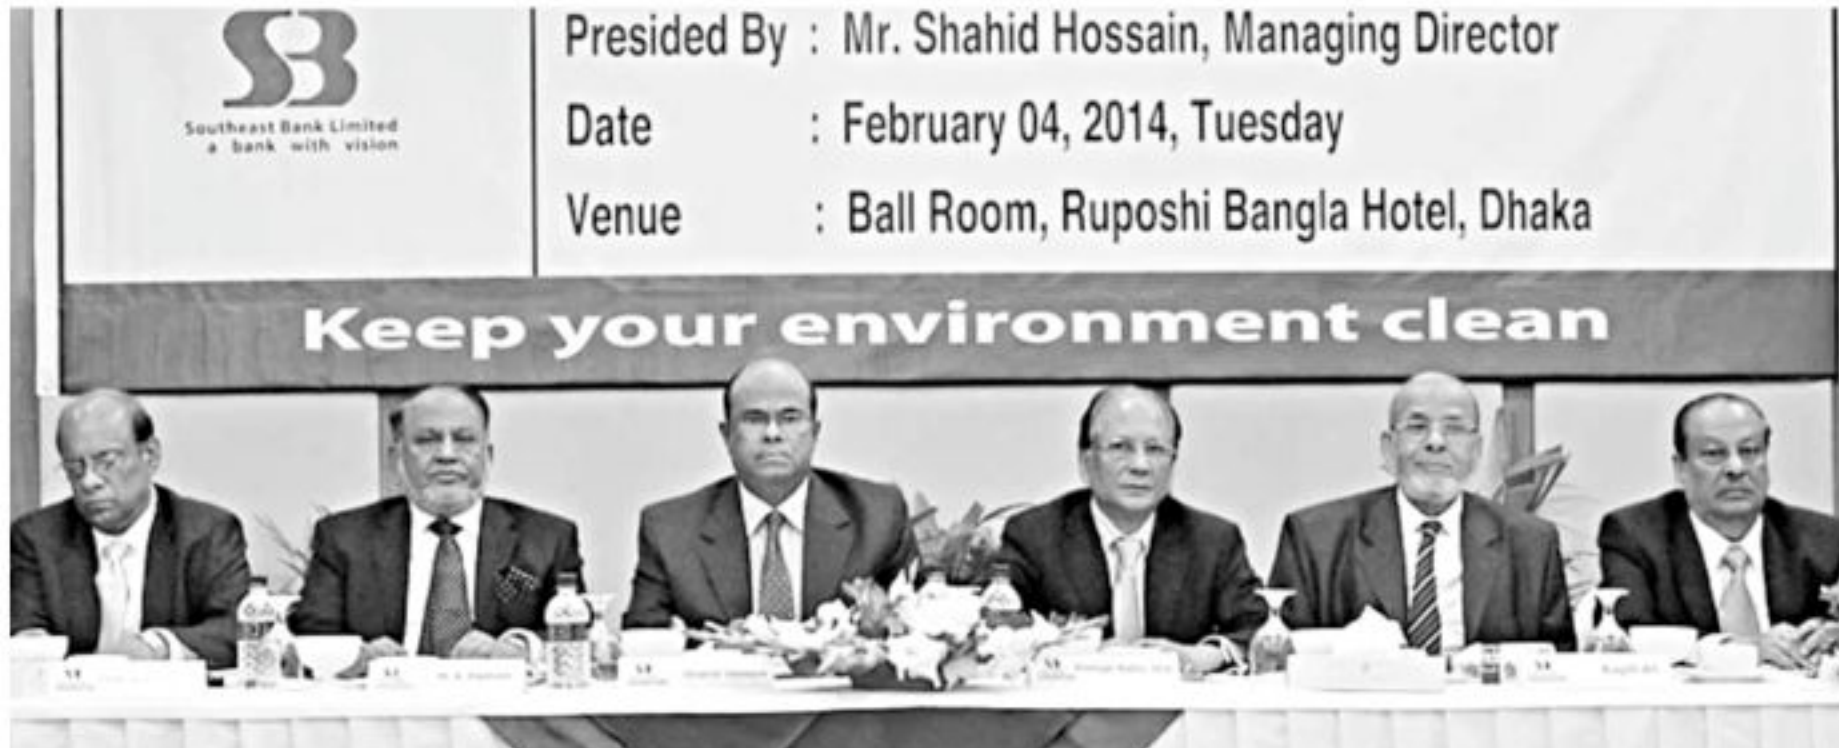 SB
Southeast Bank Limited
a bank with vision
Presided By : Mr. Shahid Hossain, Managing Director
Date : February 04, 2014, Tuesday
Venue : Ball Room, Ruposhi Bangla Hotel, Dhaka
Keep your environment clean